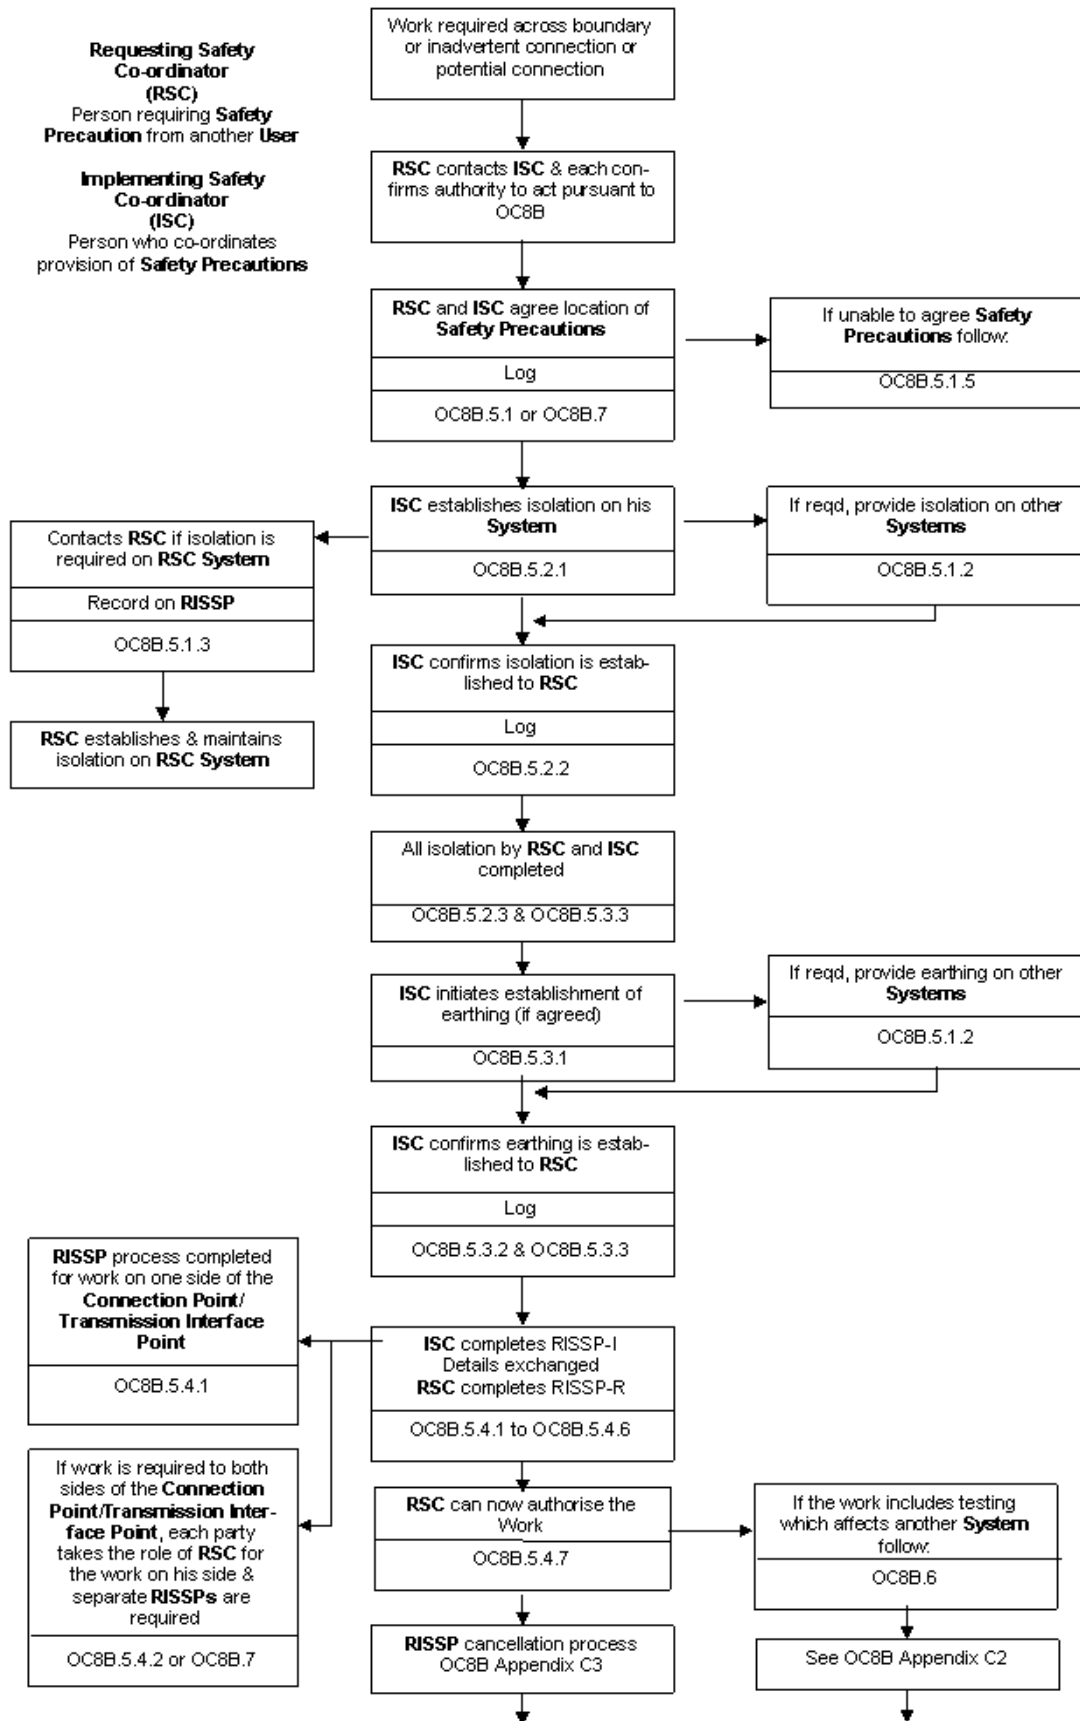 Work required across boundary
or inadvertent connection or
potential connection
Requesting Safety
Co-ordinator
(RSC)
Person requiring Safety
Precaution from another User
Implementing Safety
Co-ordinator
(ISC)
Person who co-ordinates
provision of Safety Precautions
RSC contacts ISC & each con-
firms authority to act pursuant to
OC8B
RSC and ISC agree location of
Safety Precautions
Log
OC8B.5.1 or OC8B.7
If unable to agree Safety
Precautions follow:
OC8B.5.1.5
ISC establishes isolation on his
System
OC8B.5.2.1
If reqd, provide isolation on other
Systems
OC8B.5.1.2
Contacts RSC if isolation is
required on RSC System
Record on RISSP
OC8B.5.1.3
RSC establishes & maintains
isolation on RSC System
ISC confirms isolation is estab-
lished to RSC
Log
OC8B.5.2.2
All isolation by RSC and ISC
completed
OC8B.5.2.3 & OC8B.5.3.3
ISC initiates establishment of
earthing (if agreed)
OC8B.5.3.1
If reqd, provide earthing on other
Systems
OC8B.5.1.2
ISC confirms earthing is estab-
lished to RSC
Log
OC8B.5.3.2 & OC8B.5.3.3
RISSP process completed
for work on one side of the
Connection Point/
Transmission Interface
Point
OC8B.5.4.1
ISC completes RISSP-I
Details exchanged
RSC completes RISSP-R
OC8B.5.4.1 to OC8B.5.4.6
If work is required to both
sides of the Connection
Point/Transmission Inter-
face Point, each party
takes the role of RSC for
the work on his side &
separate RISSPs are
required
OC8B.5.4.2 or OC8B.7
RSC can now authorise the
Work
OC8B.5.4.7
If the work includes testing
which affects another System
follow:
OC8B.6
RISSP cancellation process
OC8B Appendix C3
See OC8B Appendix C2